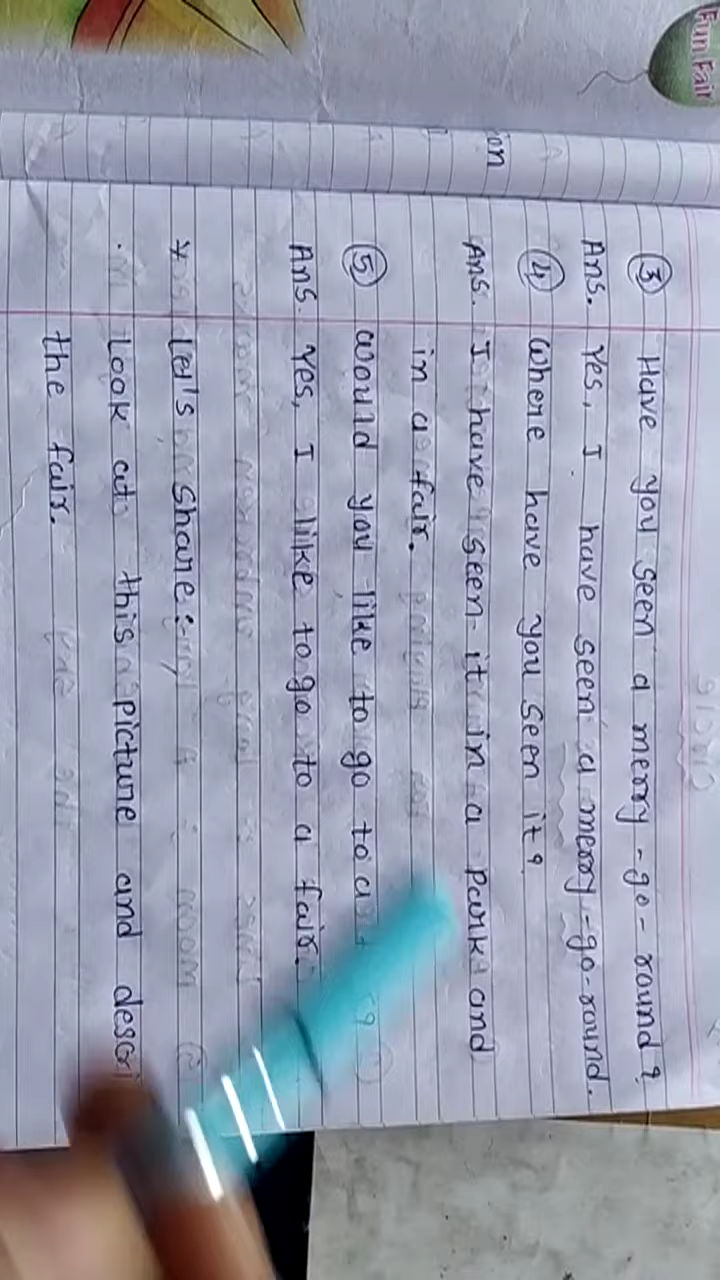 Fun Fair
on
③ Have you seen a merry-go-round?
Ans. Yes, I have seen a merry-go-round.
④ Where have you seen it?
Ans. I have seen it in a park and
in a fair.
⑤ Would you like to go to a
Ans. Yes, I like to go to a fair.
* Let's share:-
Look at this picture and descri
the fair.